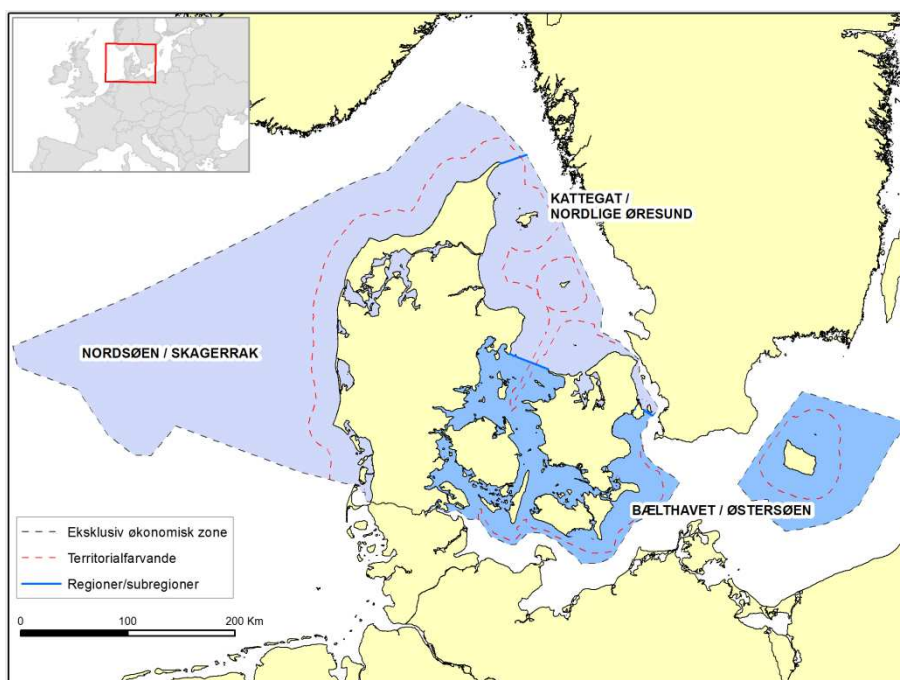 KATTEGAT /
NORDLIGE ØRESUND
NORDSØEN / SKAGERRAK
BÆLTHAVET / ØSTERSØEN
Eksklusiv økonomisk zone
Territorialfarvande
Regioner/subregioner
0 100 200 Km